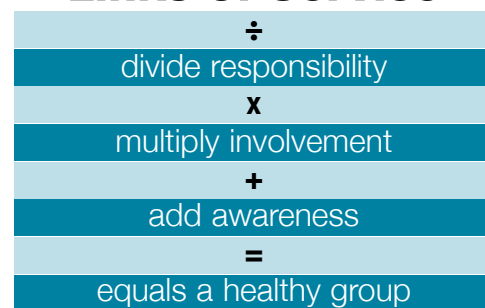 ÷
divide responsibility
x
multiply involvement
+
add awareness
=
equals a healthy group